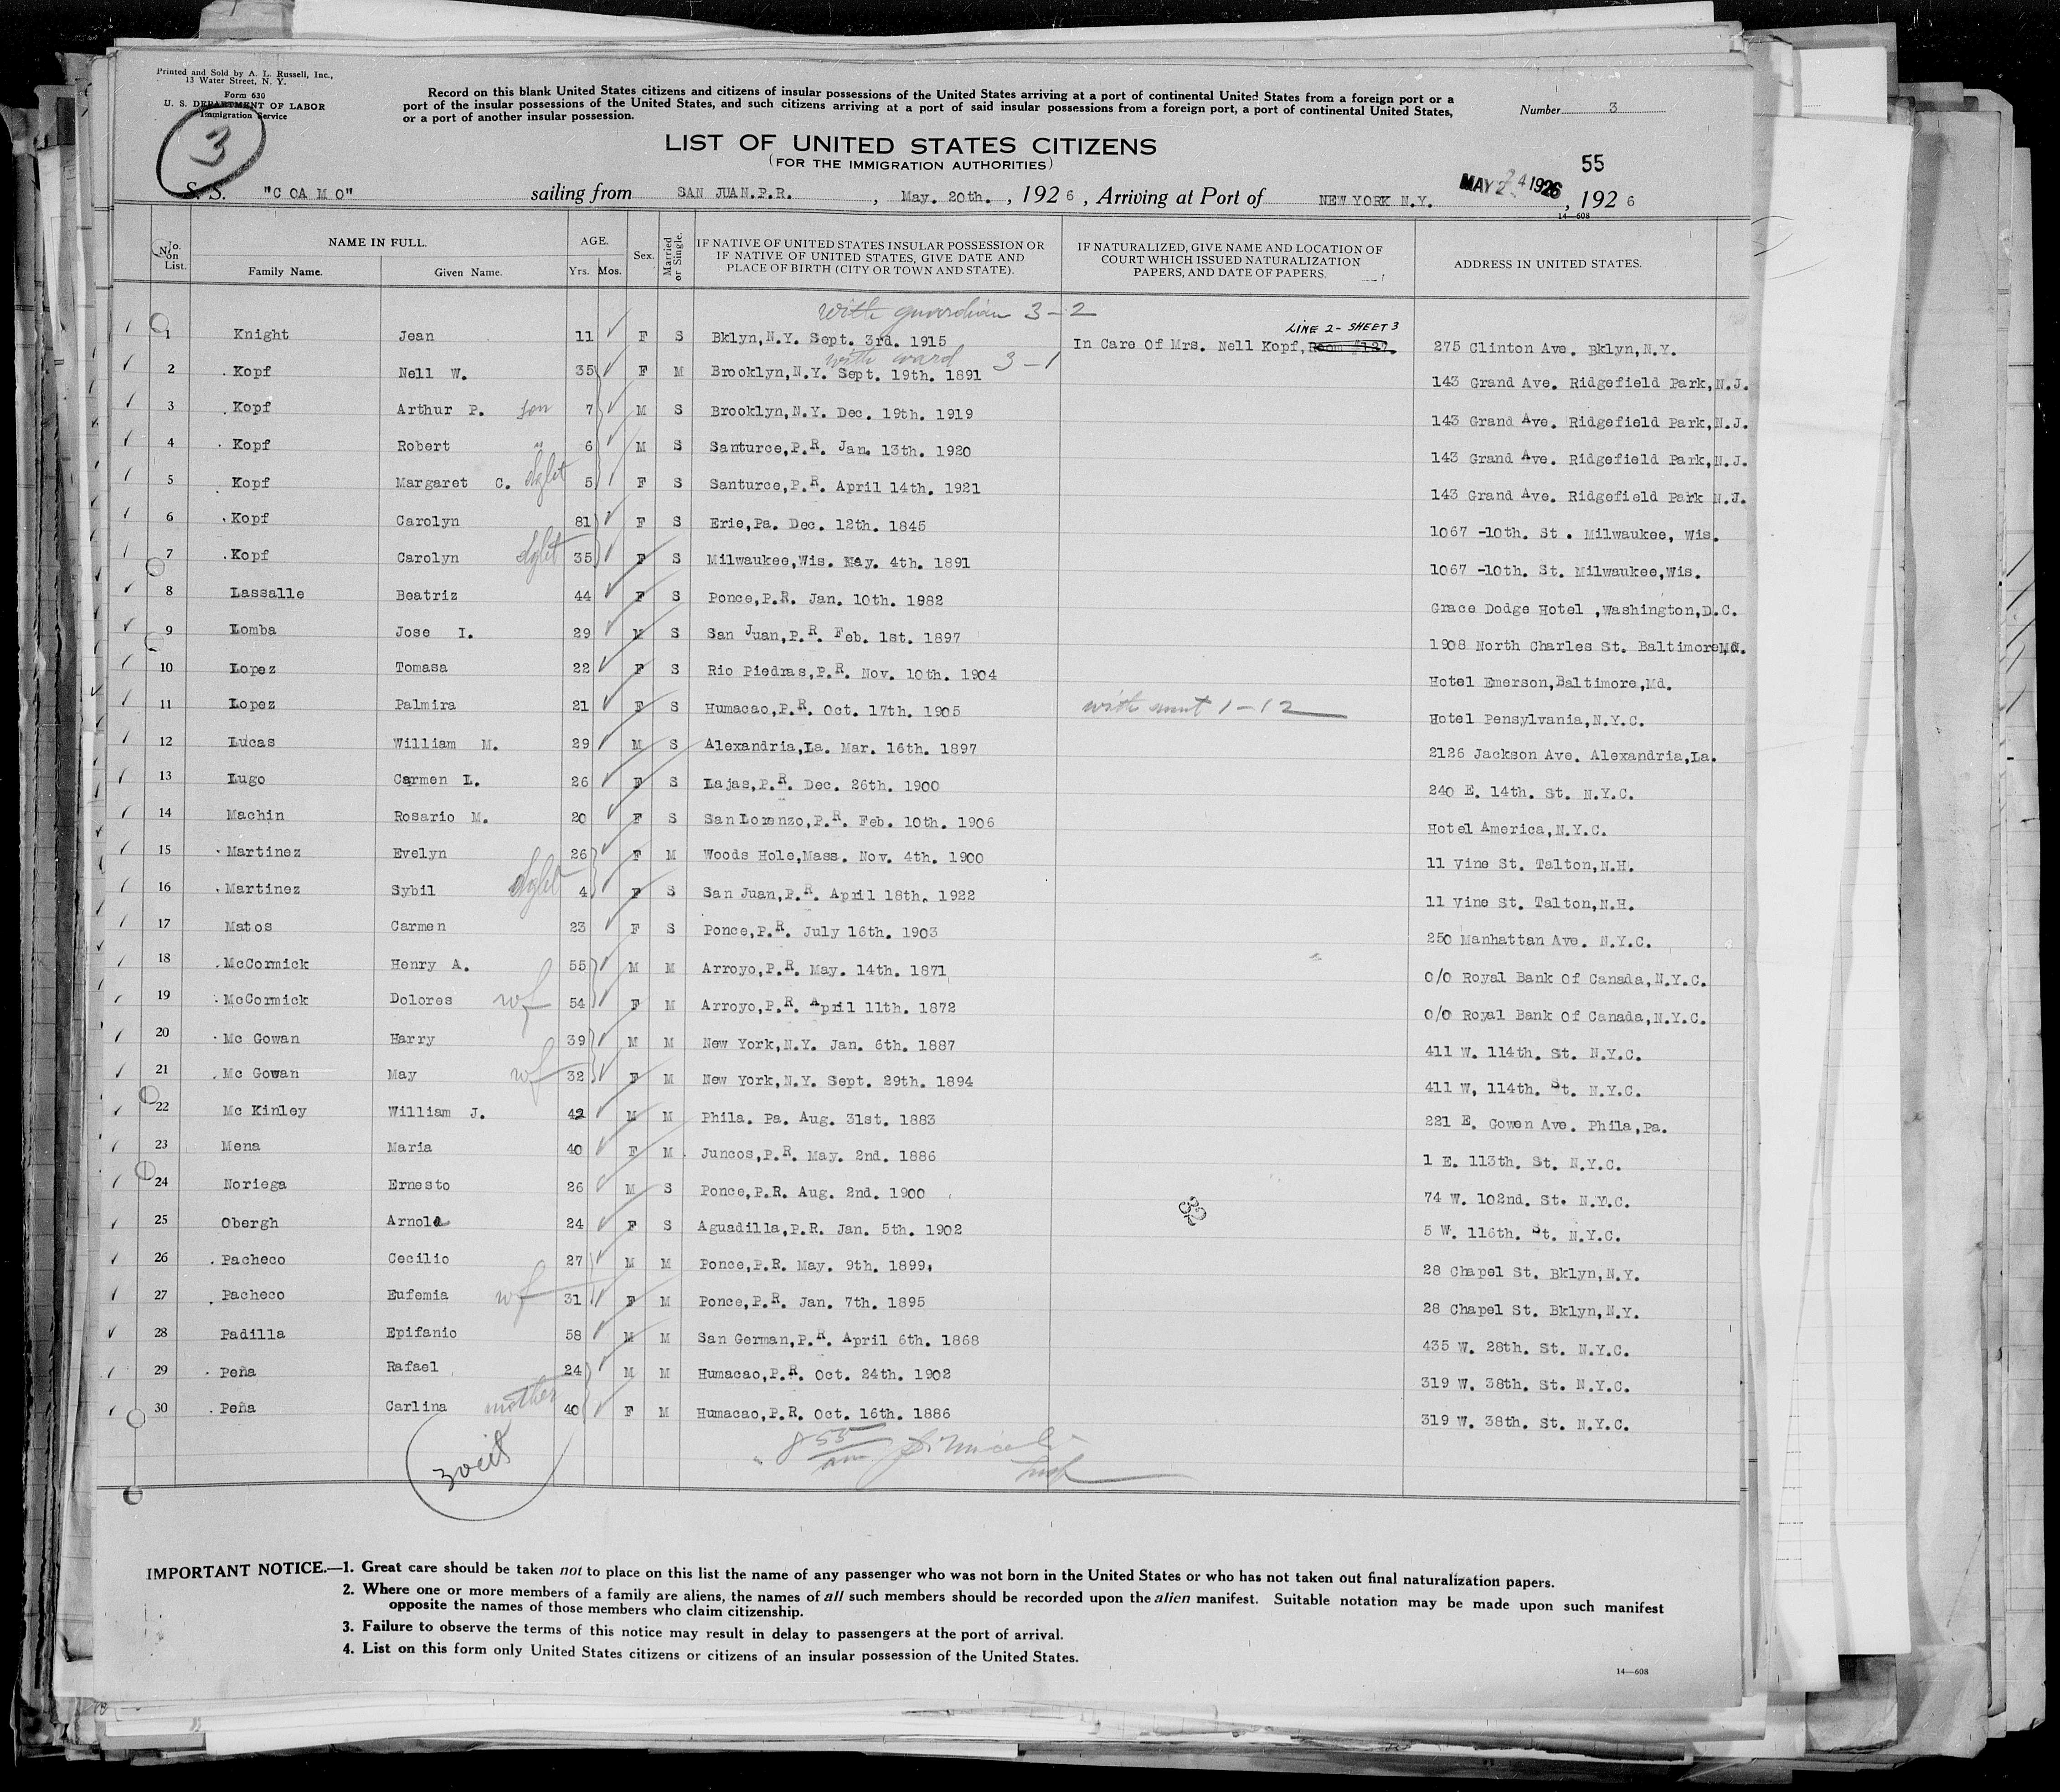 Printed and Sold by A. L. Russell, Inc.,
13 Water Street, N. Y.
Form 630
U. S. DEPARTMENT OF LABOR
Immigration Service
3
Record on this blank United States citizens and citizens of insular possessions of the United States arriving at a port of continental United States from a foreign port or a
port of the insular possessions of the United States, and such citizens arriving at a port of said insular possessions from a foreign port, a port of continental United States,
or a port of another insular possession.
Number 3
LIST OF UNITED STATES CITIZENS
(FOR THE IMMIGRATION AUTHORITIES)
55
S. S. "COAMO" sailing from SAN JUAN.P.R. , May. 20th. , 1926 , Arriving at Port of NEW YORK N.Y. MAY 24 1926 , 1926
14—608
No. on List. NAME IN FULL. Family Name. Given Name. AGE. Yrs. Mos. Sex. Married or Single. IF NATIVE OF UNITED STATES INSULAR POSSESSION OR IF NATIVE OF UNITED STATES, GIVE DATE AND PLACE OF BIRTH (CITY OR TOWN AND STATE). IF NATURALIZED, GIVE NAME AND LOCATION OF COURT WHICH ISSUED NATURALIZATION PAPERS, AND DATE OF PAPERS. ADDRESS IN UNITED STATES.
with guardian 3-2
LINE 2 - SHEET 3
1 Knight Jean 11 F S Bklyn,N.Y. Sept. 3rd. 1915 In Care Of Mrs. Nell Kopf, Room #127. 275 Clinton Ave. Bklyn,N.Y.
with ward 3-1
2 Kopf Nell W. 35 F M Brooklyn,N.Y. Sept. 19th. 1891 143 Grand Ave. Ridgefield Park,N.J.
3 Kopf Arthur P. son 7 M S Brooklyn,N.Y. Dec. 19th. 1919 143 Grand Ave. Ridgefield Park,N.J.
4 Kopf Robert " 6 M S Santurce,P.R. Jan. 13th. 1920 143 Grand Ave. Ridgefield Park,N.J.
5 Kopf Margaret C. dght 5 F S Santurce,P.R. April 14th. 1921 143 Grand Ave. Ridgefield Park N.J.
6 Kopf Carolyn 81 F S Erie,Pa. Dec. 12th. 1845 1067 -10th. St . Milwaukee, Wis.
7 Kopf Carolyn dght 35 F S Milwaukee,Wis. May. 4th. 1891 1067 -10th. St. Milwaukee,Wis.
8 Lassalle Beatriz 44 F S Ponce,P.R. Jan. 10th. 1982 Grace Dodge Hotel ,Washington,D.C.
9 Lomba Jose I. 29 M S San Juan,P.R. Feb. 1st. 1897 1908 North Charles St. Baltimore,Md.
10 Lopez Tomasa 22 F S Rio Piedras,P.R. Nov. 10th. 1904 Hotel Emerson,Baltimore,Md.
11 Lopez Palmira 21 F S Humacao,P.R. Oct. 17th. 1905 with aunt 1-12 Hotel Pensylvania,N.Y.C.
12 Lucas William M. 29 M S Alexandria,La. Mar. 16th. 1897 2126 Jackson Ave. Alexandria,La.
13 Lugo Carmen L. 26 F S Lajas,P.R. Dec. 26th. 1900 240 E. 14th. St. N.Y.C.
14 Machin Rosario M. 20 F S San Lorenzo,P.R. Feb. 10th. 1906 Hotel America,N.Y.C.
15 Martinez Evelyn 26 F M Woods Hole,Mass. Nov. 4th. 1900 11 Vine St. Talton,N.H.
16 Martinez Sybil dght 4 F S San Juan,P.R. April 18th. 1922 11 Vine St. Talton,N.H.
17 Matos Carmen 23 F S Ponce,P.R. July 16th. 1903 250 Manhattan Ave. N.Y.C.
18 McCormick Henry A. 55 M M Arroyo,P.R. May. 14th. 1871 O/O Royal Bank Of Canada,N.Y.C.
19 McCormick Dolores wf 54 F M Arroyo,P.R. April 11th. 1872 O/O Royal Bank Of Canada,N.Y.C.
20 Mc Gowan Harry 39 M M New York,N.Y. Jan. 6th. 1887 411 W. 114th. St. N.Y.C.
21 Mc Gowan May wf 32 F M New York,N.Y. Sept. 29th. 1894 411 W, 114th. St. N.Y.C.
22 Mc Kinley William J. 42 M M Phila. Pa. Aug. 31st. 1883 221 E. Gowen Ave. Phila,Pa.
23 Mena Maria 40 F M Juncos,P.R. May. 2nd. 1886 1 E. 113th. St. N.Y.C.
24 Noriega Ernesto 26 M S Ponce,P.R. Aug. 2nd. 1900 74 W. 102nd. St. N.Y.C.
32
25 Obergh Arnold 24 F S Aguadilla,P.R. Jan. 5th. 1902 5 W. 116th. St. N.Y.C.
26 Pacheco Cecilio 27 M M Ponce,P.R. May. 9th. 1899. 28 Chapel St. Bklyn,N.Y.
27 Pacheco Eufemia wf 31 F M Ponce,P.R. Jan. 7th. 1895 28 Chapel St. Bklyn,N.Y.
28 Padilla Epifanio 58 M M San German,P.R. April 6th. 1868 435 W. 28th. St. N.Y.C.
29 Peña Rafael 24 M M Humacao,P.R. Oct. 24th. 1902 319 W. 38th. St. N.Y.C.
30 Peña Carlina mother 40 F M Humacao,P.R. Oct. 16th. 1886 319 W. 38th. St. N.Y.C.
8 55 am
Insp
IMPORTANT NOTICE.—1. Great care should be taken not to place on this list the name of any passenger who was not born in the United States or who has not taken out final naturalization papers.
2. Where one or more members of a family are aliens, the names of all such members should be recorded upon the alien manifest. Suitable notation may be made upon such manifest
opposite the names of those members who claim citizenship.
3. Failure to observe the terms of this notice may result in delay to passengers at the port of arrival.
4. List on this form only United States citizens or citizens of an insular possession of the United States.
14—608